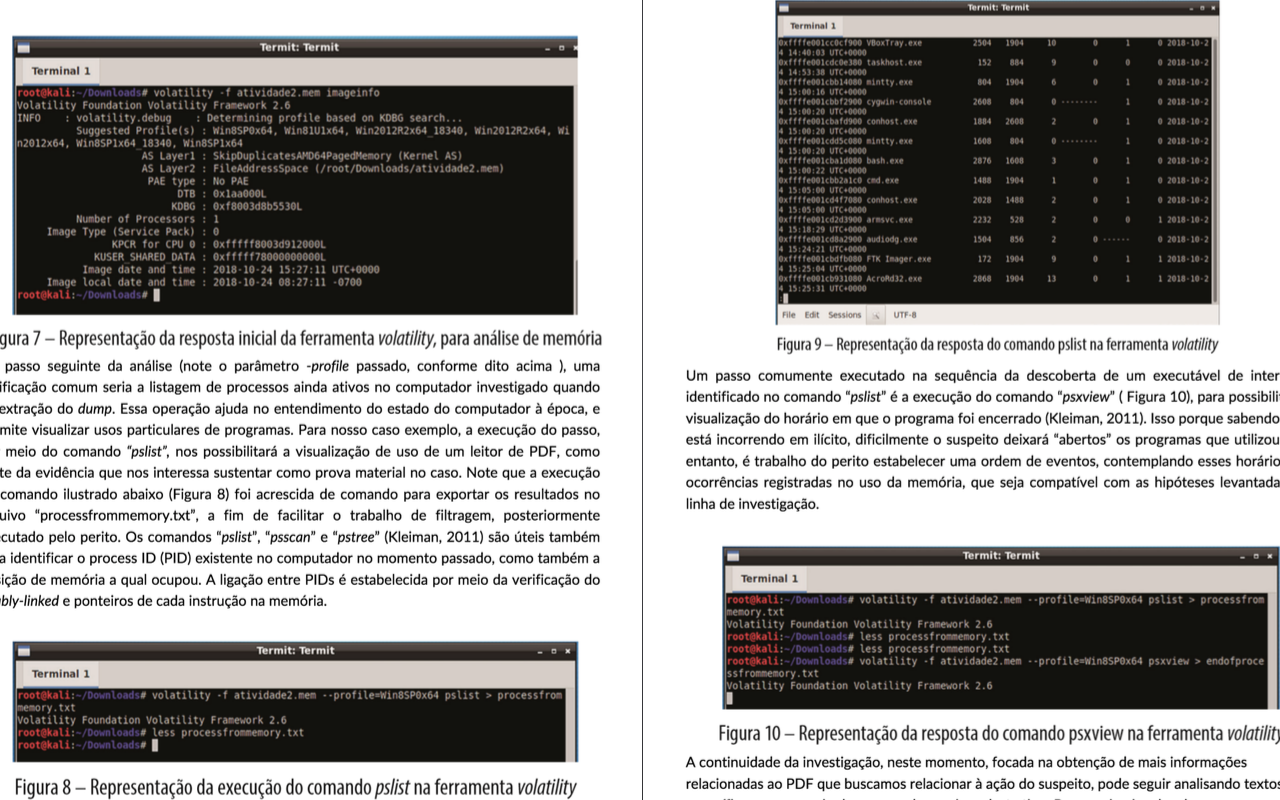 Termit: Termit
Terminal 1
root@kali:~/Downloads# volatility -f atividade2.mem imageinfo
Volatility Foundation Volatility Framework 2.6
INFO    : volatility.debug    : Determining profile based on KDBG search...
Suggested Profile(s) : Win8SP0x64, Win81U1x64, Win2012R2x64_18340, Win2012R2x64, Wi
n2012x64, Win8SP1x64_18340, Win8SP1x64
AS Layer1 : SkipDuplicatesAMD64PagedMemory (Kernel AS)
AS Layer2 : FileAddressSpace (/root/Downloads/atividade2.mem)
PAE type : No PAE
DTB : 0x1aa000L
KDBG : 0xf8003d8b5530L
Number of Processors : 1
Image Type (Service Pack) : 0
KPCR for CPU 0 : 0xfffff8003d912000L
KUSER_SHARED_DATA : 0xfffff78000000000L
Image date and time : 2018-10-24 15:27:11 UTC+0000
Image local date and time : 2018-10-24 08:27:11 -0700
root@kali:~/Downloads#
gura 7 – Representação da resposta inicial da ferramenta volatility, para análise de memória
passo seguinte da análise (note o parâmetro -profile passado, conforme dito acima ), uma
ificação comum seria a listagem de processos ainda ativos no computador investigado quando
extração do dump. Essa operação ajuda no entendimento do estado do computador à época, e
mite visualizar usos particulares de programas. Para nosso caso exemplo, a execução do passo,
meio do comando “pslist”, nos possibilitará a visualização de uso de um leitor de PDF, como
te da evidência que nos interessa sustentar como prova material no caso. Note que a execução
comando ilustrado abaixo (Figura 8) foi acrescida de comando para exportar os resultados no
uivo “processfrommemory.txt”, a fim de facilitar o trabalho de filtragem, posteriormente
cutado pelo perito. Os comandos “pslist”, “psscan” e “pstree” (Kleiman, 2011) são úteis também
a identificar o process ID (PID) existente no computador no momento passado, como também a
sição de memória a qual ocupou. A ligação entre PIDs é estabelecida por meio da verificação do
bly-linked e ponteiros de cada instrução na memória.
Termit: Termit
Terminal 1
root@kali:~/Downloads# volatility -f atividade2.mem --profile=Win8SP0x64 pslist > processfrom
memory.txt
Volatility Foundation Volatility Framework 2.6
root@kali:~/Downloads# less processfrommemory.txt
root@kali:~/Downloads#
Figura 8 – Representação da execução do comando pslist na ferramenta volatility
Termit: Termit
Terminal 1
0xffffe001cc0cf900 VBoxTray.exe 2504 1904 10 0 1 0 2018-10-2
4 14:40:03 UTC+0000
0xffffe001cdc0e380 taskhost.exe 152 884 9 0 0 0 2018-10-2
4 14:53:38 UTC+0000
0xffffe001cbb14080 mintty.exe 804 1904 6 0 1 0 2018-10-2
4 15:00:16 UTC+0000
0xffffe001cbbf2900 cygwin-console 2608 804 0 -------- 1 0 2018-10-2
4 15:00:20 UTC+0000
0xffffe001cbafd900 conhost.exe 1884 2608 2 0 1 0 2018-10-2
4 15:00:20 UTC+0000
0xffffe001cdd5c080 mintty.exe 1608 804 0 -------- 1 0 2018-10-2
4 15:00:20 UTC+0000
0xffffe001cba1d080 bash.exe 2876 1608 3 0 1 0 2018-10-2
4 15:00:22 UTC+0000
0xffffe001cbb2a1c0 cmd.exe 1488 1904 1 0 1 0 2018-10-2
4 15:05:00 UTC+0000
0xffffe001cd4f7080 conhost.exe 2028 1488 2 0 1 0 2018-10-2
4 15:05:00 UTC+0000
0xffffe001cd2d3900 armsvc.exe 2232 528 2 0 0 1 2018-10-2
4 15:18:29 UTC+0000
0xffffe001cd8a2900 audiodg.exe 1504 856 2 0 ------ 0 2018-10-2
4 15:24:21 UTC+0000
0xffffe001cbdfb080 FTK Imager.exe 172 1904 9 0 1 1 2018-10-2
4 15:25:04 UTC+0000
0xffffe001cb931080 AcroRd32.exe 2868 1904 13 0 1 1 2018-10-2
4 15:25:31 UTC+0000
:
File Edit Sessions UTF-8
Figura 9 – Representação da resposta do comando pslist na ferramenta volatility
Um passo comumente executado na sequência da descoberta de um executável de inter
identificado no comando “pslist” é a execução do comando “psxview” ( Figura 10), para possibili
visualização do horário em que o programa foi encerrado (Kleiman, 2011). Isso porque sabendo
está incorrendo em ilícito, dificilmente o suspeito deixará “abertos” os programas que utilizou
entanto, é trabalho do perito estabelecer uma ordem de eventos, contemplando esses horário
ocorrências registradas no uso da memória, que seja compatível com as hipóteses levantada
linha de investigação.
Termit: Termit
Terminal 1
root@kali:~/Downloads# volatility -f atividade2.mem --profile=Win8SP0x64 pslist > processfrom
memory.txt
Volatility Foundation Volatility Framework 2.6
root@kali:~/Downloads# less processfrommemory.txt
root@kali:~/Downloads# less processfrommemory.txt
root@kali:~/Downloads# volatility -f atividade2.mem --profile=Win8SP0x64 psxview > endofproce
ssfrommemory.txt
Volatility Foundation Volatility Framework 2.6
Figura 10 – Representação da resposta do comando psxview na ferramenta volatility
A continuidade da investigação, neste momento, focada na obtenção de mais informações
relacionadas ao PDF que buscamos relacionar à ação do suspeito, pode seguir analisando textos